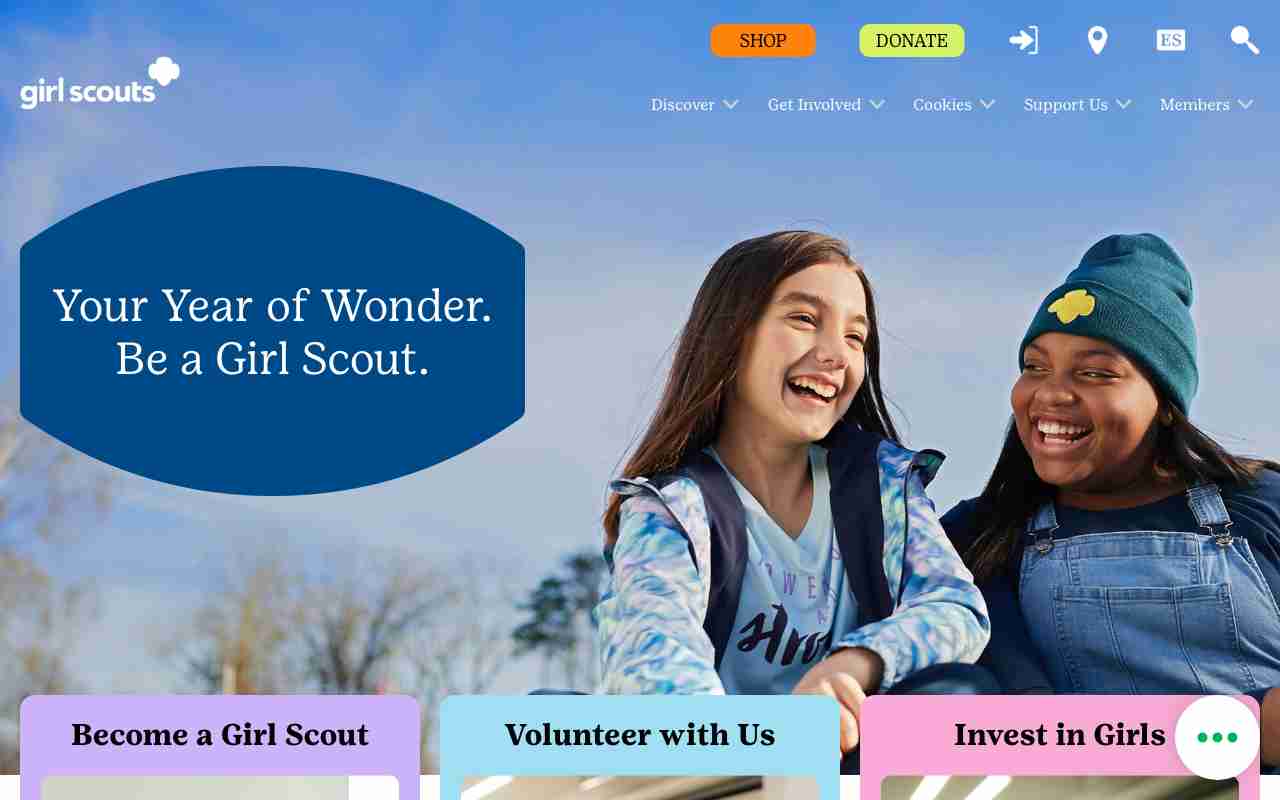 SHOP
DONATE
ES
girl scouts
Discover
Get Involved
Cookies
Support Us
Members
Your Year of Wonder.
Be a Girl Scout.
Become a Girl Scout
Volunteer with Us
Invest in Girls